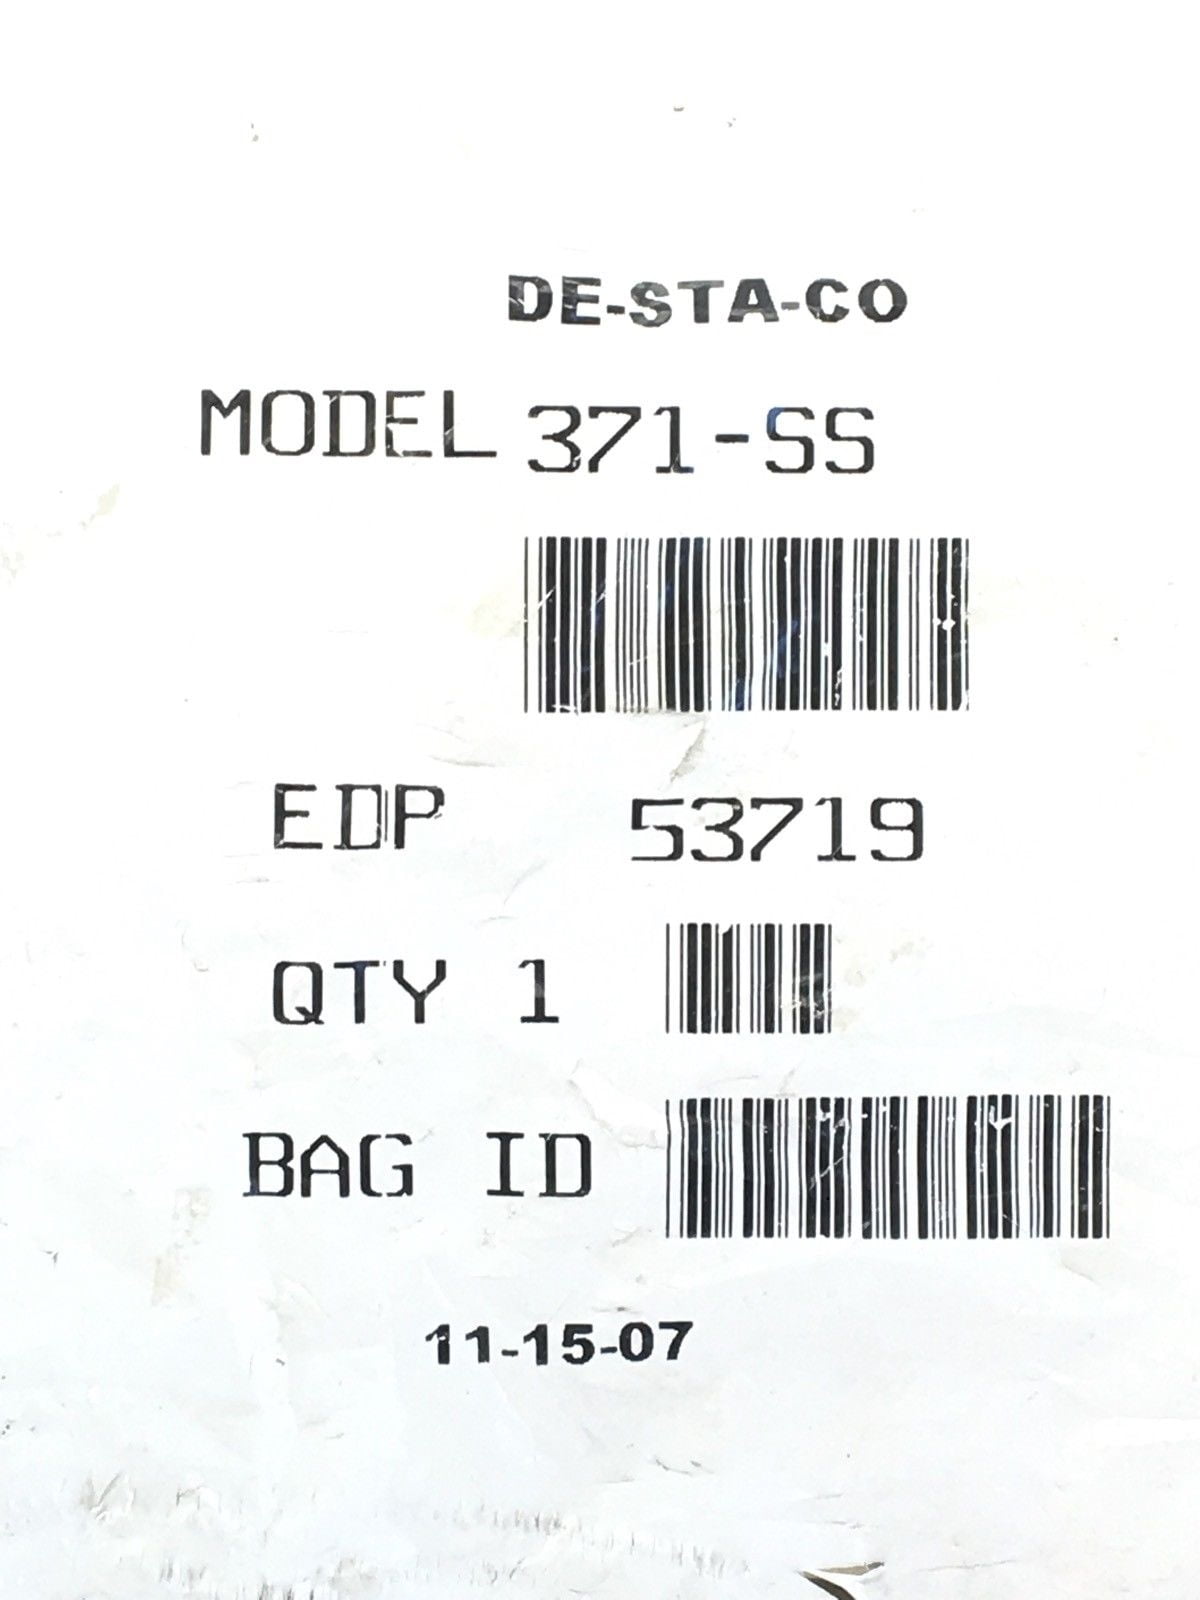 DE-STA-CO
MODEL 371-SS
EDP 53719
QTY 1
BAG ID
11-15-07